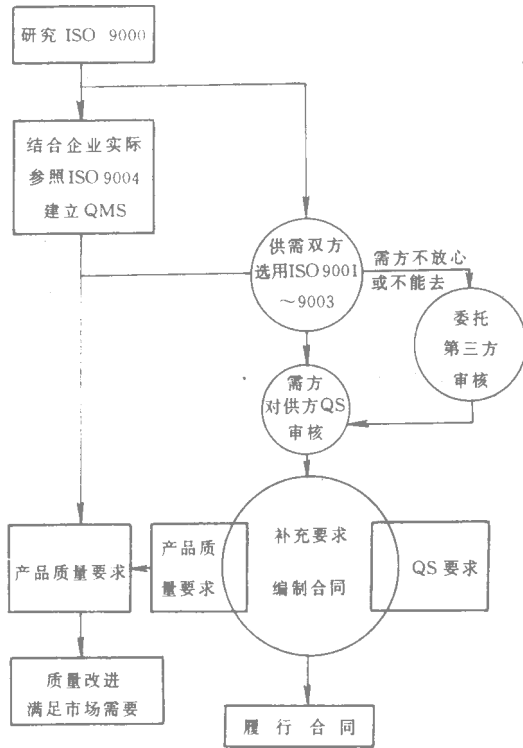 研究 ISO 9000
结合企业实际
参照ISO 9004
建立 QMS
供需双方
选用ISO 9001
～9003
需方不放心
或不能去
委托
第三方
审核
需方
对供方QS
审核
补充要求
编制合同
产品质
量要求
QS 要求
产品质量要求
质量改进
满足市场需要
履行合同